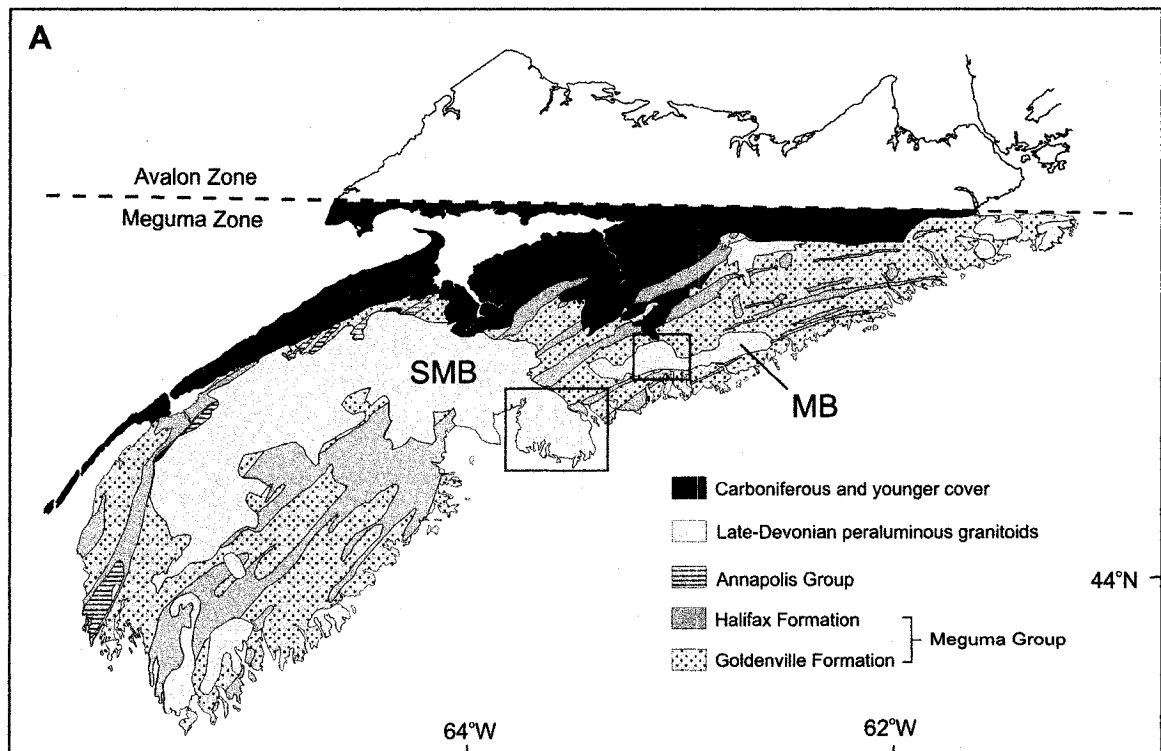 A
Avalon Zone
Meguma Zone
SMB
MB
Carboniferous and younger cover
Late-Devonian peraluminous granitoids
Annapolis Group
Halifax Formation
Meguma Group
Goldenville Formation
44°N
64°W
62°W